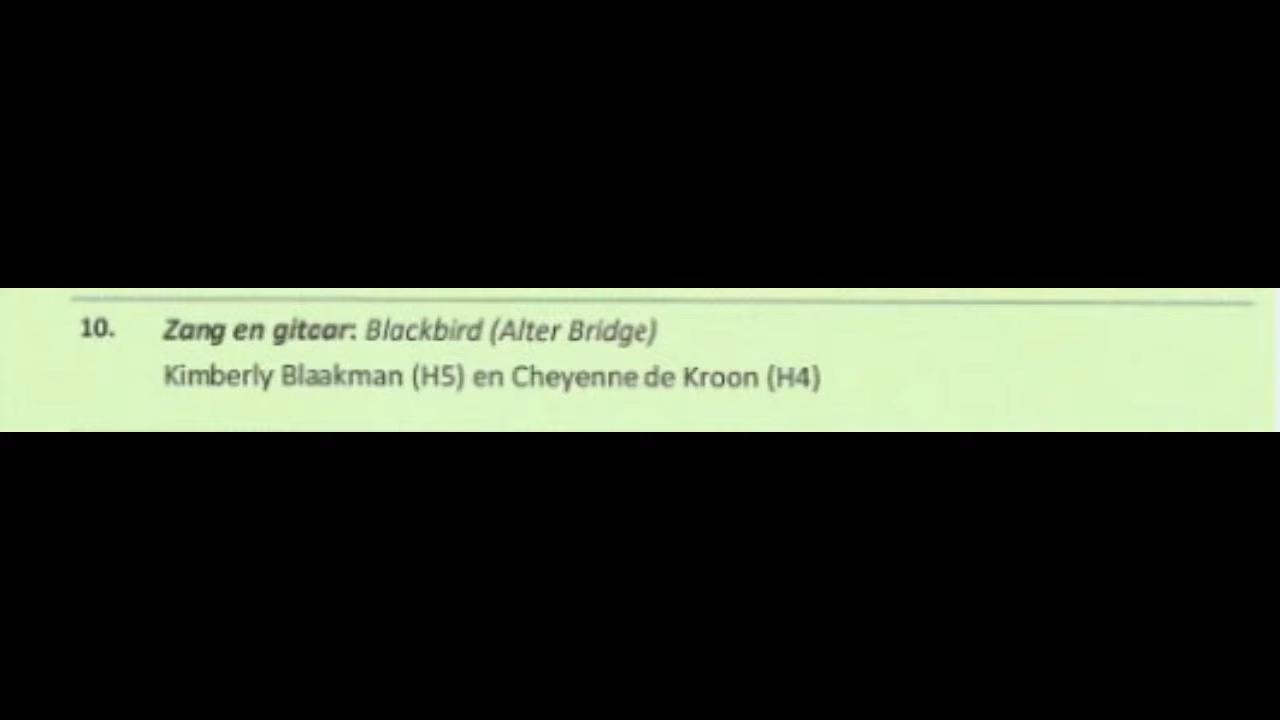 10. Zang en gitaar: Blackbird (Alter Bridge)
Kimberly Blaakman (H5) en Cheyenne de Kroon (H4)